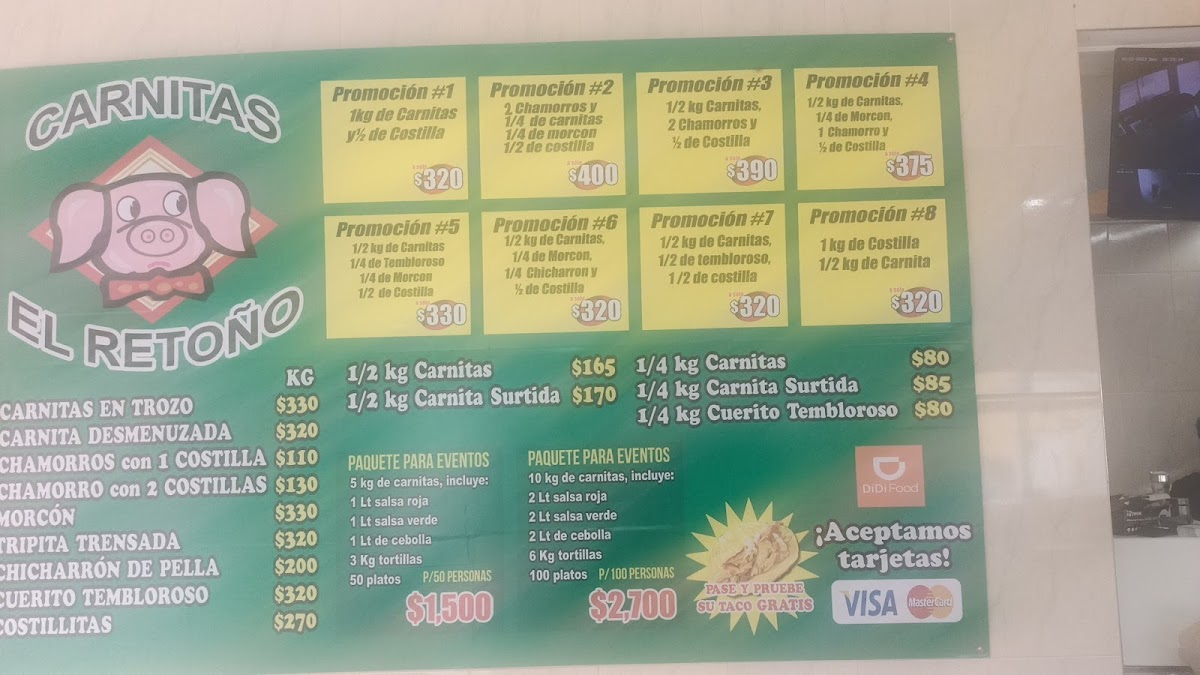 CARNITAS
EL RETOÑO
Promoción #1
1kg de Carnitas
y½ de Costilla
$320
Promoción #2
2 Chamorros y
1/4 de carnitas
1/4 de morcon
1/2 de costilla
$400
Promoción #3
1/2 kg Carnitas,
2 Chamorros y
½ de Costilla
$390
Promoción #4
1/2 kg de Carnitas,
1/4 de Morcon,
1 Chamorro y
½ de Costilla
$375
Promoción #5
1/2 kg de Carnitas
1/4 de Tembloroso
1/4 de Morcon
1/2 de Costilla
$330
Promoción #6
1/2 kg de Carnitas,
1/4 de Morcon,
1/4 Chicharron y
½ de Costilla
$320
Promoción #7
1/2 kg de Carnitas,
1/2 de tembloroso,
1/2 de costilla
$320
Promoción #8
1 kg de Costilla
1/2 kg de Carnita
$320
KG
CARNITAS EN TROZO $330
CARNITA DESMENUZADA $320
CHAMORROS con 1 COSTILLA $110
CHAMORRO con 2 COSTILLAS $130
MORCÓN $330
TRIPITA TRENSADA $320
CHICHARRÓN DE PELLA $200
CUERITO TEMBLOROSO $320
COSTILLITAS $270
1/2 kg Carnitas $165
1/2 kg Carnita Surtida $170
1/4 kg Carnitas $80
1/4 kg Carnita Surtida $85
1/4 kg Cuerito Tembloroso $80
PAQUETE PARA EVENTOS
5 kg de carnitas, incluye:
1 Lt salsa roja
1 Lt salsa verde
1 Lt de cebolla
3 Kg tortillas
50 platos P/50 PERSONAS
$1,500
PAQUETE PARA EVENTOS
10 kg de carnitas, incluye:
2 Lt salsa roja
2 Lt salsa verde
2 Lt de cebolla
6 Kg tortillas
100 platos P/100 PERSONAS
$2,700
PASE Y PRUEBE
SU TACO GRATIS
DiDi Food
¡Aceptamos
tarjetas!
VISA MasterCard